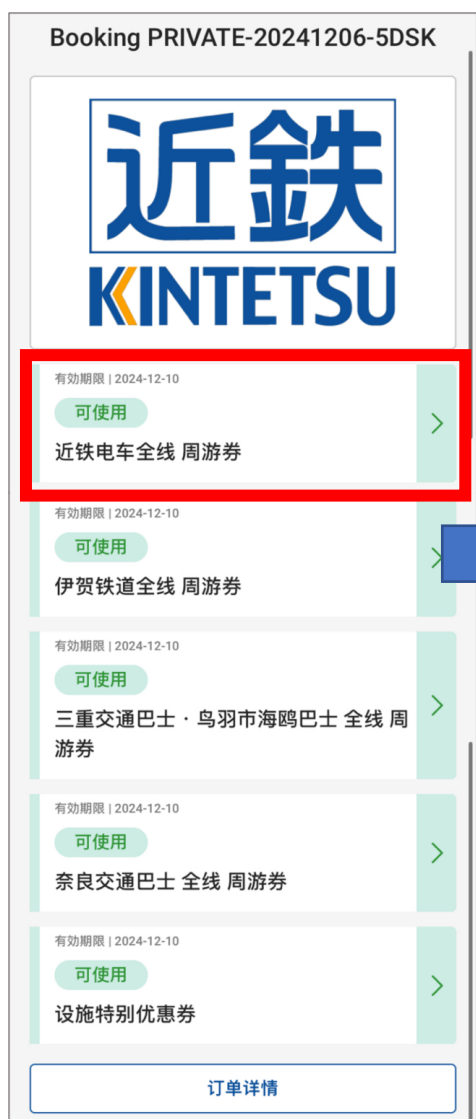 Booking PRIVATE-20241206-5DSK
近鉄
KINTETSU
有効期限 | 2024-12-10
可使用
近铁电车全线 周游券
有効期限 | 2024-12-10
可使用
伊贺铁道全线 周游券
有効期限 | 2024-12-10
可使用
三重交通巴士・鸟羽市海鸥巴士 全线 周
游券
有効期限 | 2024-12-10
可使用
奈良交通巴士 全线 周游券
有効期限 | 2024-12-10
可使用
设施特别优惠券
订单详情